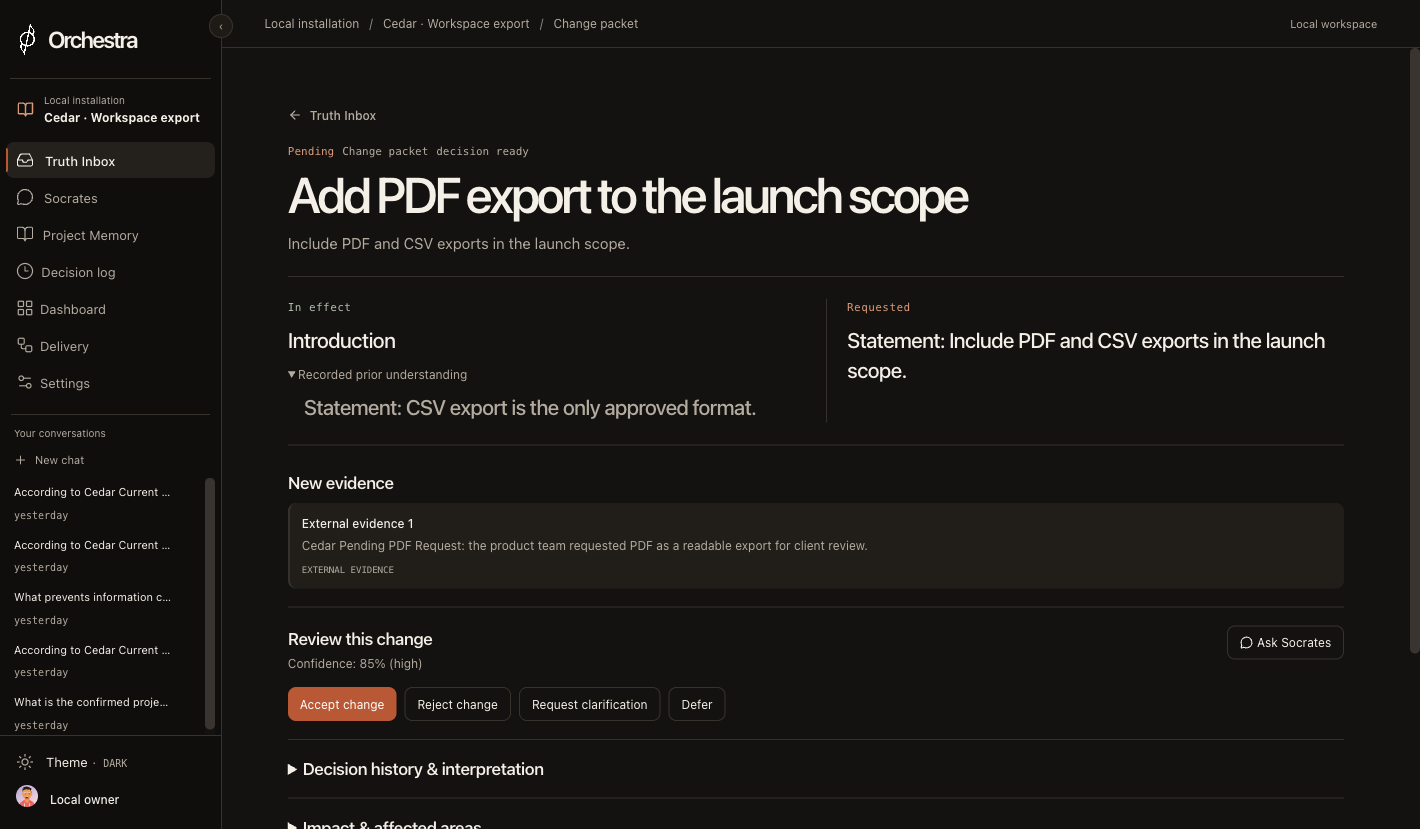 Orchestra
Local installation
Cedar · Workspace export
Truth Inbox
Socrates
Project Memory
Decision log
Dashboard
Delivery
Settings
Your conversations
+ New chat
According to Cedar Current ...
yesterday
According to Cedar Current ...
yesterday
What prevents information c...
yesterday
According to Cedar Current ...
yesterday
What is the confirmed proje...
yesterday
Theme · DARK
Local owner
Local installation / Cedar · Workspace export / Change packet
Local workspace
← Truth Inbox
Pending Change packet decision ready
Add PDF export to the launch scope
Include PDF and CSV exports in the launch scope.
In effect
Introduction
▼ Recorded prior understanding
Statement: CSV export is the only approved format.
Requested
Statement: Include PDF and CSV exports in the launch
scope.
New evidence
External evidence 1
Cedar Pending PDF Request: the product team requested PDF as a readable export for client review.
EXTERNAL EVIDENCE
Review this change
Confidence: 85% (high)
Ask Socrates
Accept change
Reject change
Request clarification
Defer
▶ Decision history & interpretation
▶ Impact & affected areas